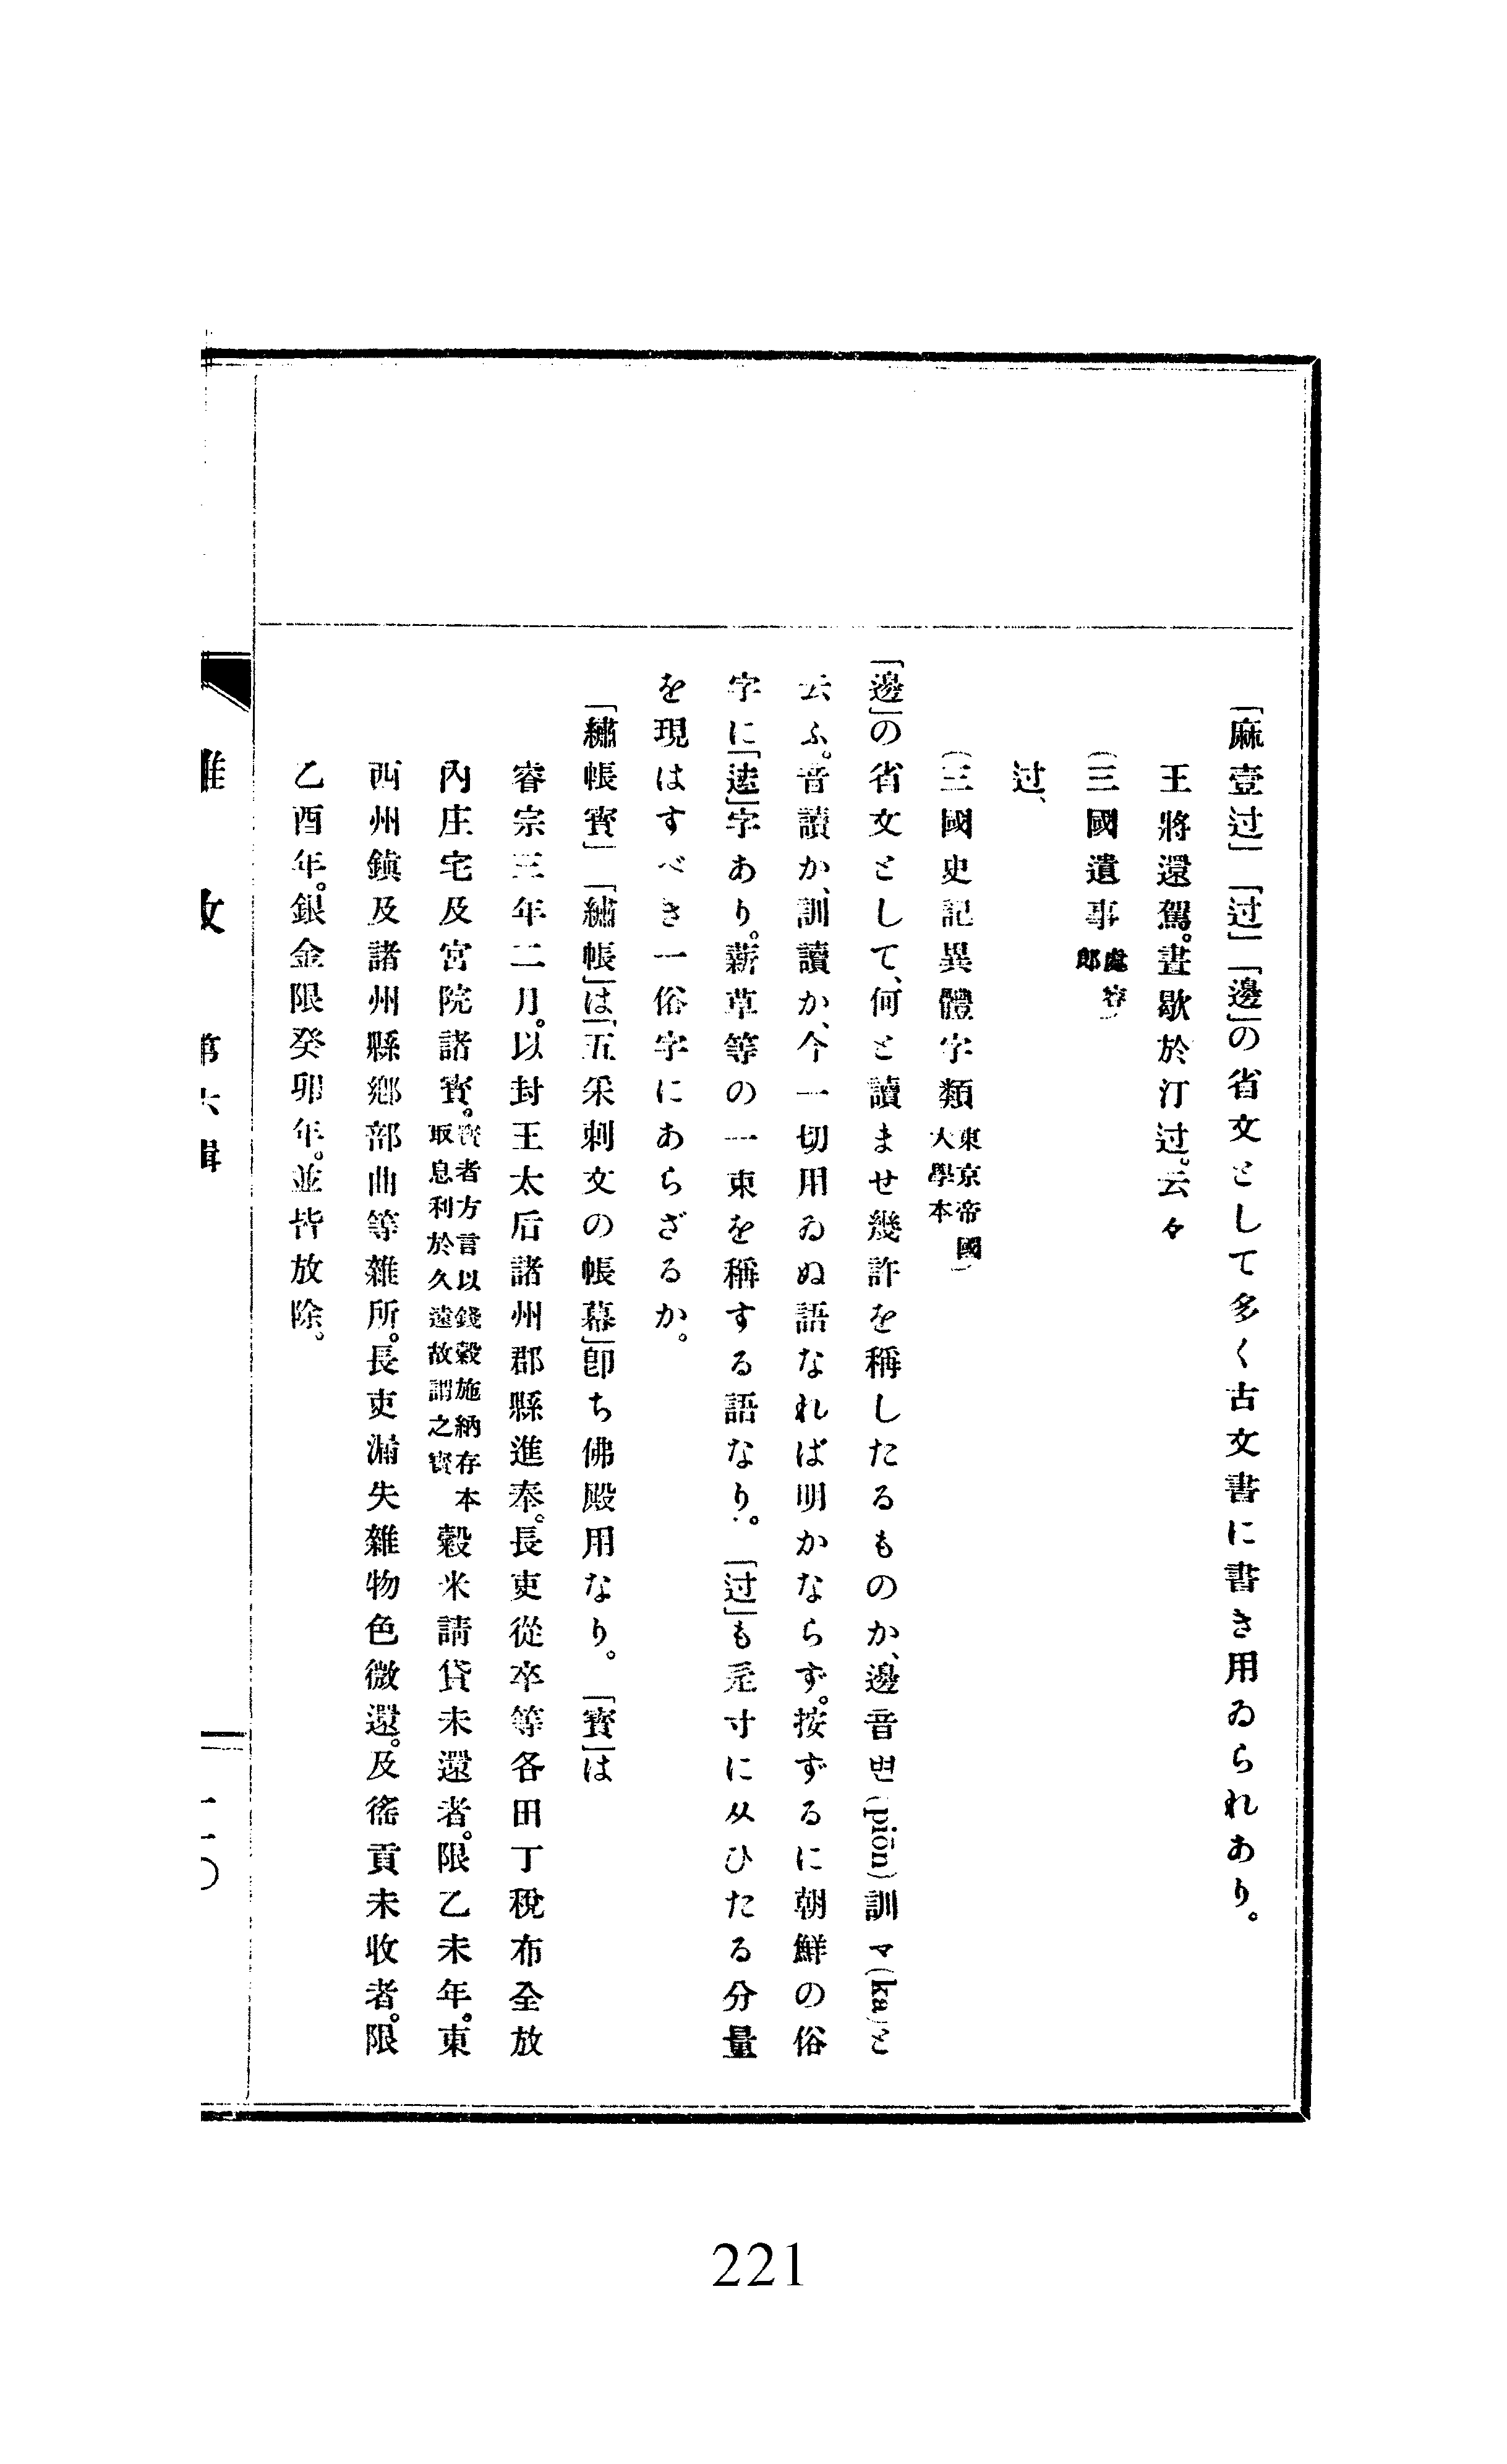 「麻壹过」「过」「邊」の省文として多く古文書に書き用ゐられあり。
王將還駕。晝歇於汀过。云々
(三國遺事 處容郎)
过、
(三國史記異體字類 東京帝國大學本)
「邊」の省文として、何と讀ませ幾許を稱したるものか、邊音변(piŏn)訓マ(ka)と
云ふ。音讀か、訓讀か、今一切用ゐぬ語なれば明かならず。按ずるに朝鮮の俗
字に「迲」字あり。薪草等の一束を稱する語なり。「过」も
寸に从ひたる分量
を現はすべき一俗字にあらざるか。
「繡帳寶」「繡帳」は「五采刺文の帳幕」卽ち佛殿用なり。「寶」は
睿宗三年二月。以封王太后諸州郡縣進奉。長吏從卒等各田丁稅布全放
內庄宅及宮院諸寶。寶者方言以錢穀施納存本取息利於久遠故謂之寶 穀米請貸未還者。限乙未年。東
西州鎭及諸州縣鄕部曲等雜所。長吏漏失雜物色徵還。及徭貢未收者。限
乙酉年。銀金限癸卯年。並皆放除。
雜攷 第六輯
二〇
221